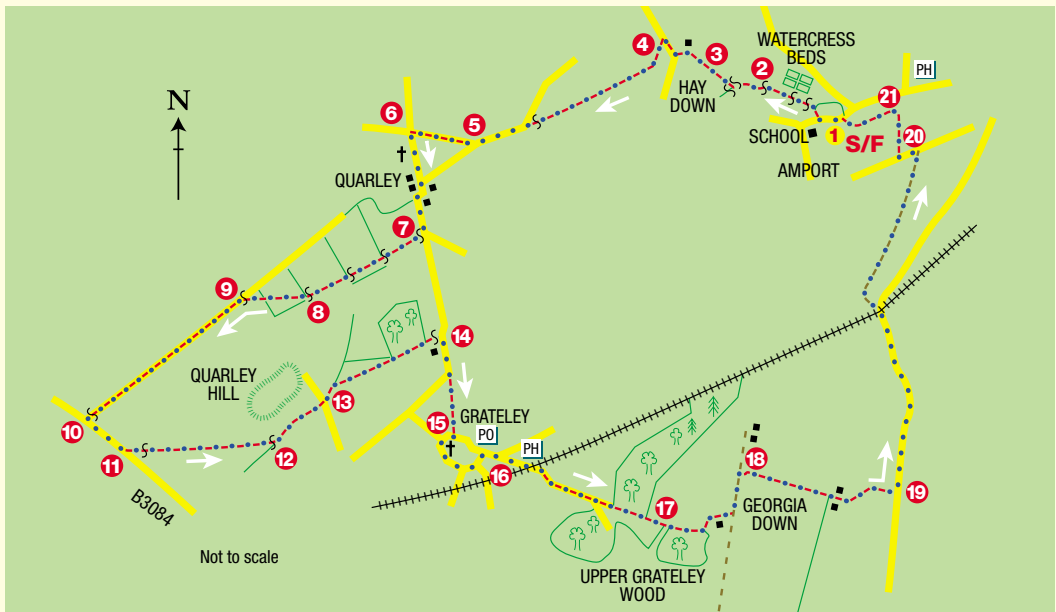 4
3
WATERCRESS
BEDS
2
PH
N
HAY
DOWN
21
6
5
SCHOOL
1
S/F
20
AMPORT
QUARLEY
7
9
8
14
QUARLEY
HILL
13
10
15
GRATELEY
PO
PH
11
12
16
18
B3084
17
GEORGIA
DOWN
19
Not to scale
UPPER GRATELEY
WOOD